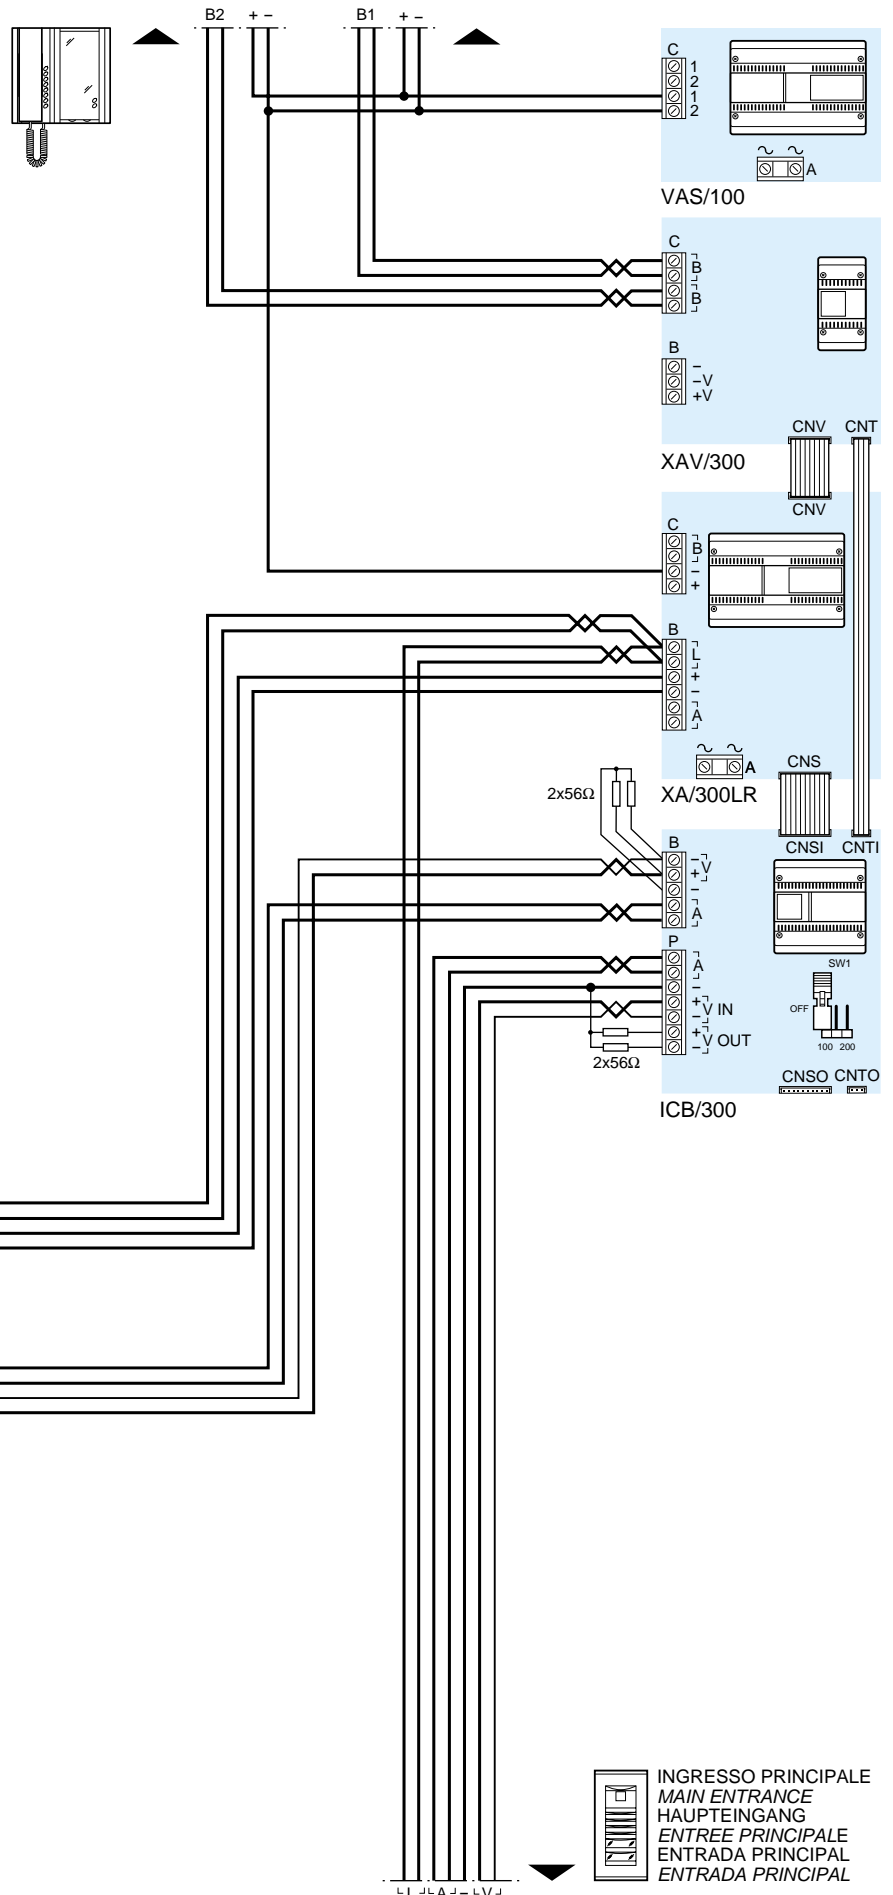 B2 + − B1 + −
C
1
2
1
2
A
VAS/100
C
B
B
B
−
−V
+V
CNV CNT
XAV/300
CNV
C
B
−
+
B
L
+
−
A
A
CNS
2x56Ω
XA/300LR
CNSI CNTI
B
− V
+
−
A
P
A
−
+ V IN
−
+ V OUT
−
2x56Ω
SW1
OFF
100 200
CNSO CNTO
ICB/300
INGRESSO PRINCIPALE
MAIN ENTRANCE
HAUPTEINGANG
ENTREE PRINCIPALE
ENTRADA PRINCIPAL
ENTRADA PRINCIPAL
L A − V